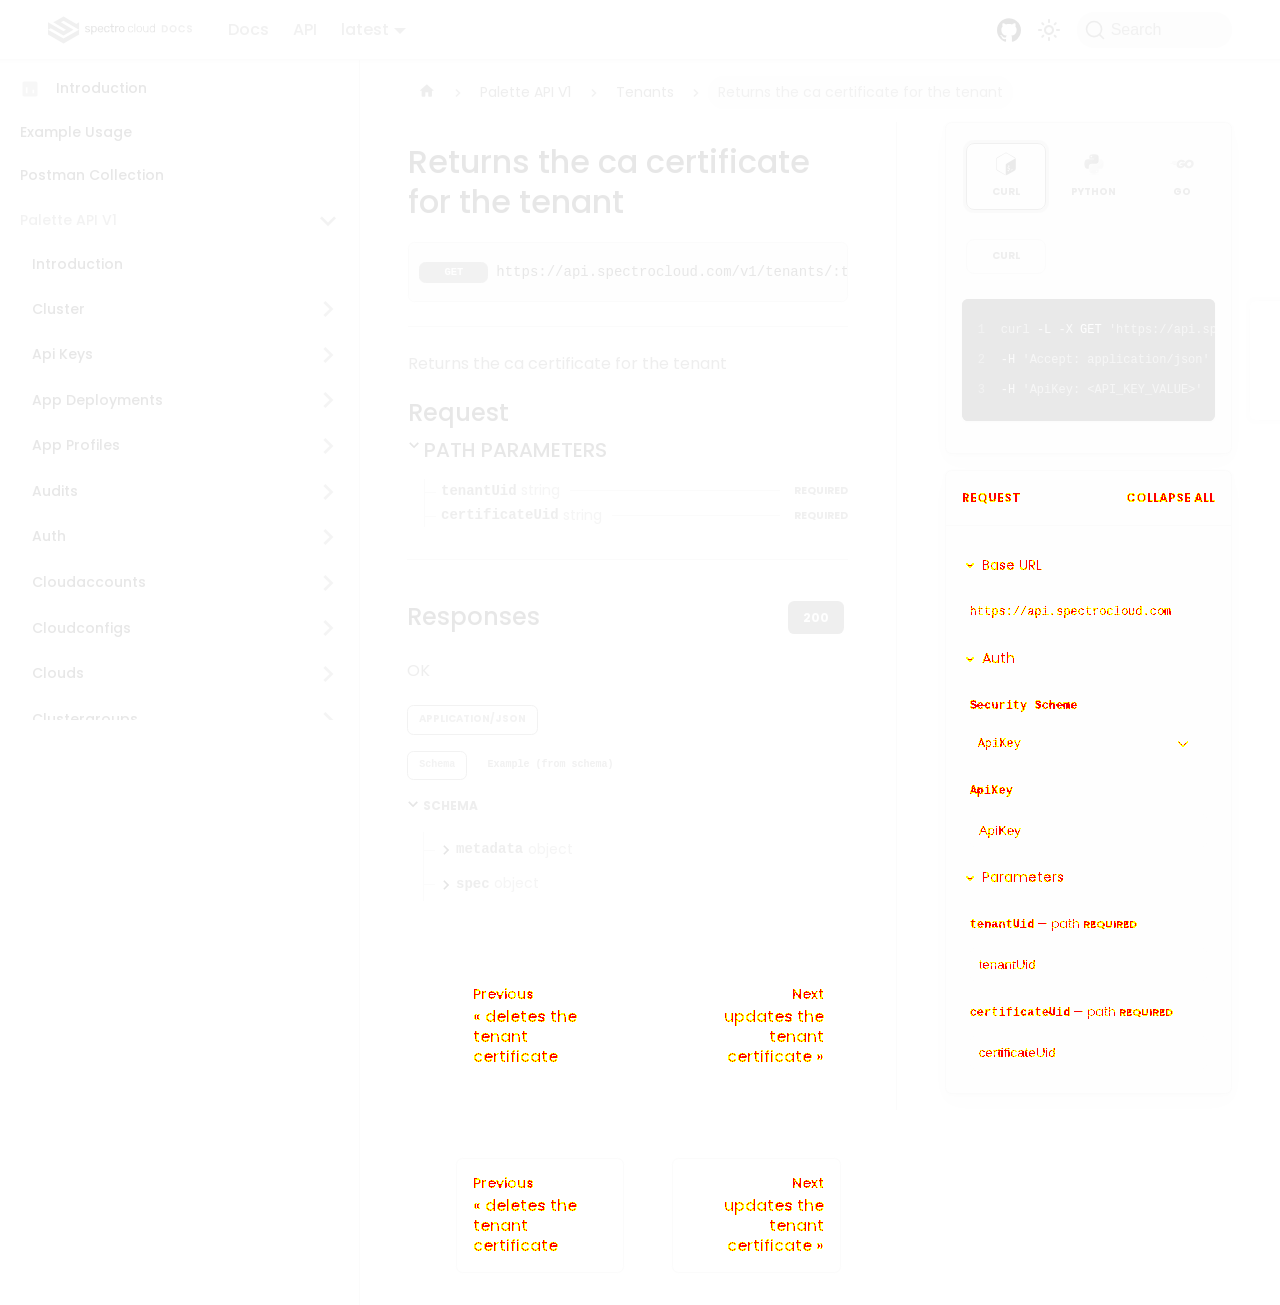 spectro cloud DOCS
Docs
API
latest
Search
Introduction
Example Usage
Postman Collection
Palette API V1
Introduction
Cluster
Api Keys
App Deployments
App Profiles
Audits
Auth
Cloudaccounts
Cloudconfigs
Clouds
Clustergroups
Palette API V1
Tenants
Returns the ca certificate for the tenant
Returns the ca certificate
for the tenant
GET https://api.spectrocloud.com/v1/tenants/:t
Returns the ca certificate for the tenant
Request
PATH PARAMETERS
tenantUid string REQUIRED
certificateUid string REQUIRED
Responses
200
OK
APPLICATION/JSON
Schema
Example (from schema)
SCHEMA
metadata object
spec object
Previous
« deletes the
tenant
certificate
Next
updates the
tenant
certificate »
Previous
« deletes the
tenant
certificate
Next
updates the
tenant
certificate »
CURL
PYTHON
GO
GO
CURL
1 curl -L -X GET 'https://api.sp
2 -H 'Accept: application/json'
3 -H 'ApiKey: <API_KEY_VALUE>'
REQUEST
COLLAPSE ALL
Base URL
https://api.spectrocloud.com
Auth
Security Scheme
ApiKey
ApiKey
ApiKey
Parameters
tenantUid — path REQUIRED
tenantUid
certificateUid — path REQUIRED
certificateUid